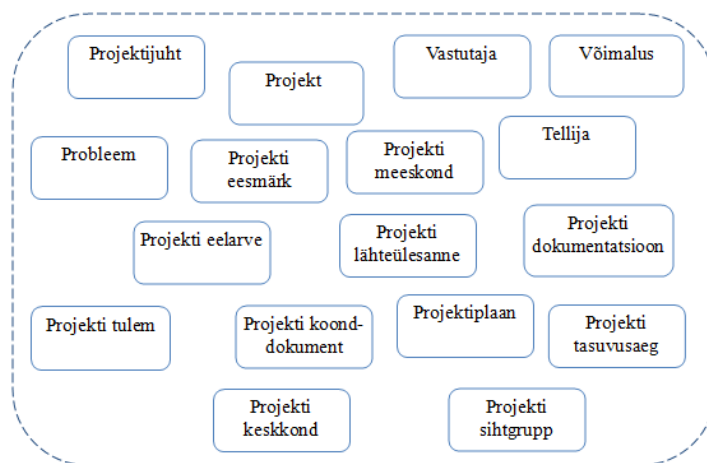 Projektijuht
Projekt
Vastutaja
Võimalus
Probleem
Projekti
eesmärk
Projekti
meeskond
Tellija
Projekti eelarve
Projekti
lähteülesanne
Projekti
dokumentatsioon
Projekti tulem
Projekti koond-
dokument
Projektiplaan
Projekti
tasuvusaeg
Projekti
keskkond
Projekti
sihtgrupp